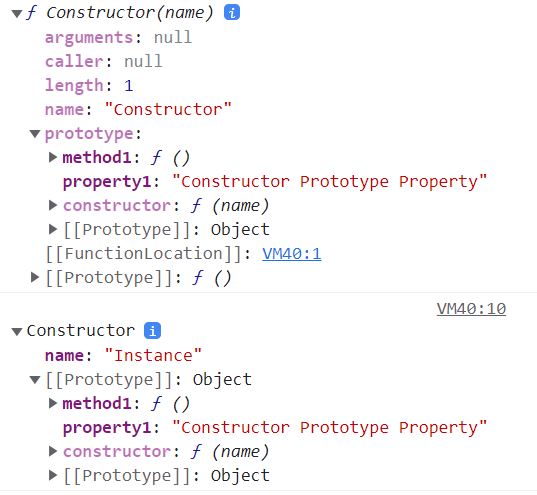 ▼ƒ Constructor(name) i
arguments: null
caller: null
length: 1
name: "Constructor"
▼prototype:
▶method1: ƒ ()
property1: "Constructor Prototype Property"
▶constructor: ƒ (name)
▶[[Prototype]]: Object
[[FunctionLocation]]: VM40:1
▶[[Prototype]]: ƒ ()
VM40:10
▼Constructor i
name: "Instance"
▼[[Prototype]]: Object
▶method1: ƒ ()
property1: "Constructor Prototype Property"
▶constructor: ƒ (name)
▶[[Prototype]]: Object